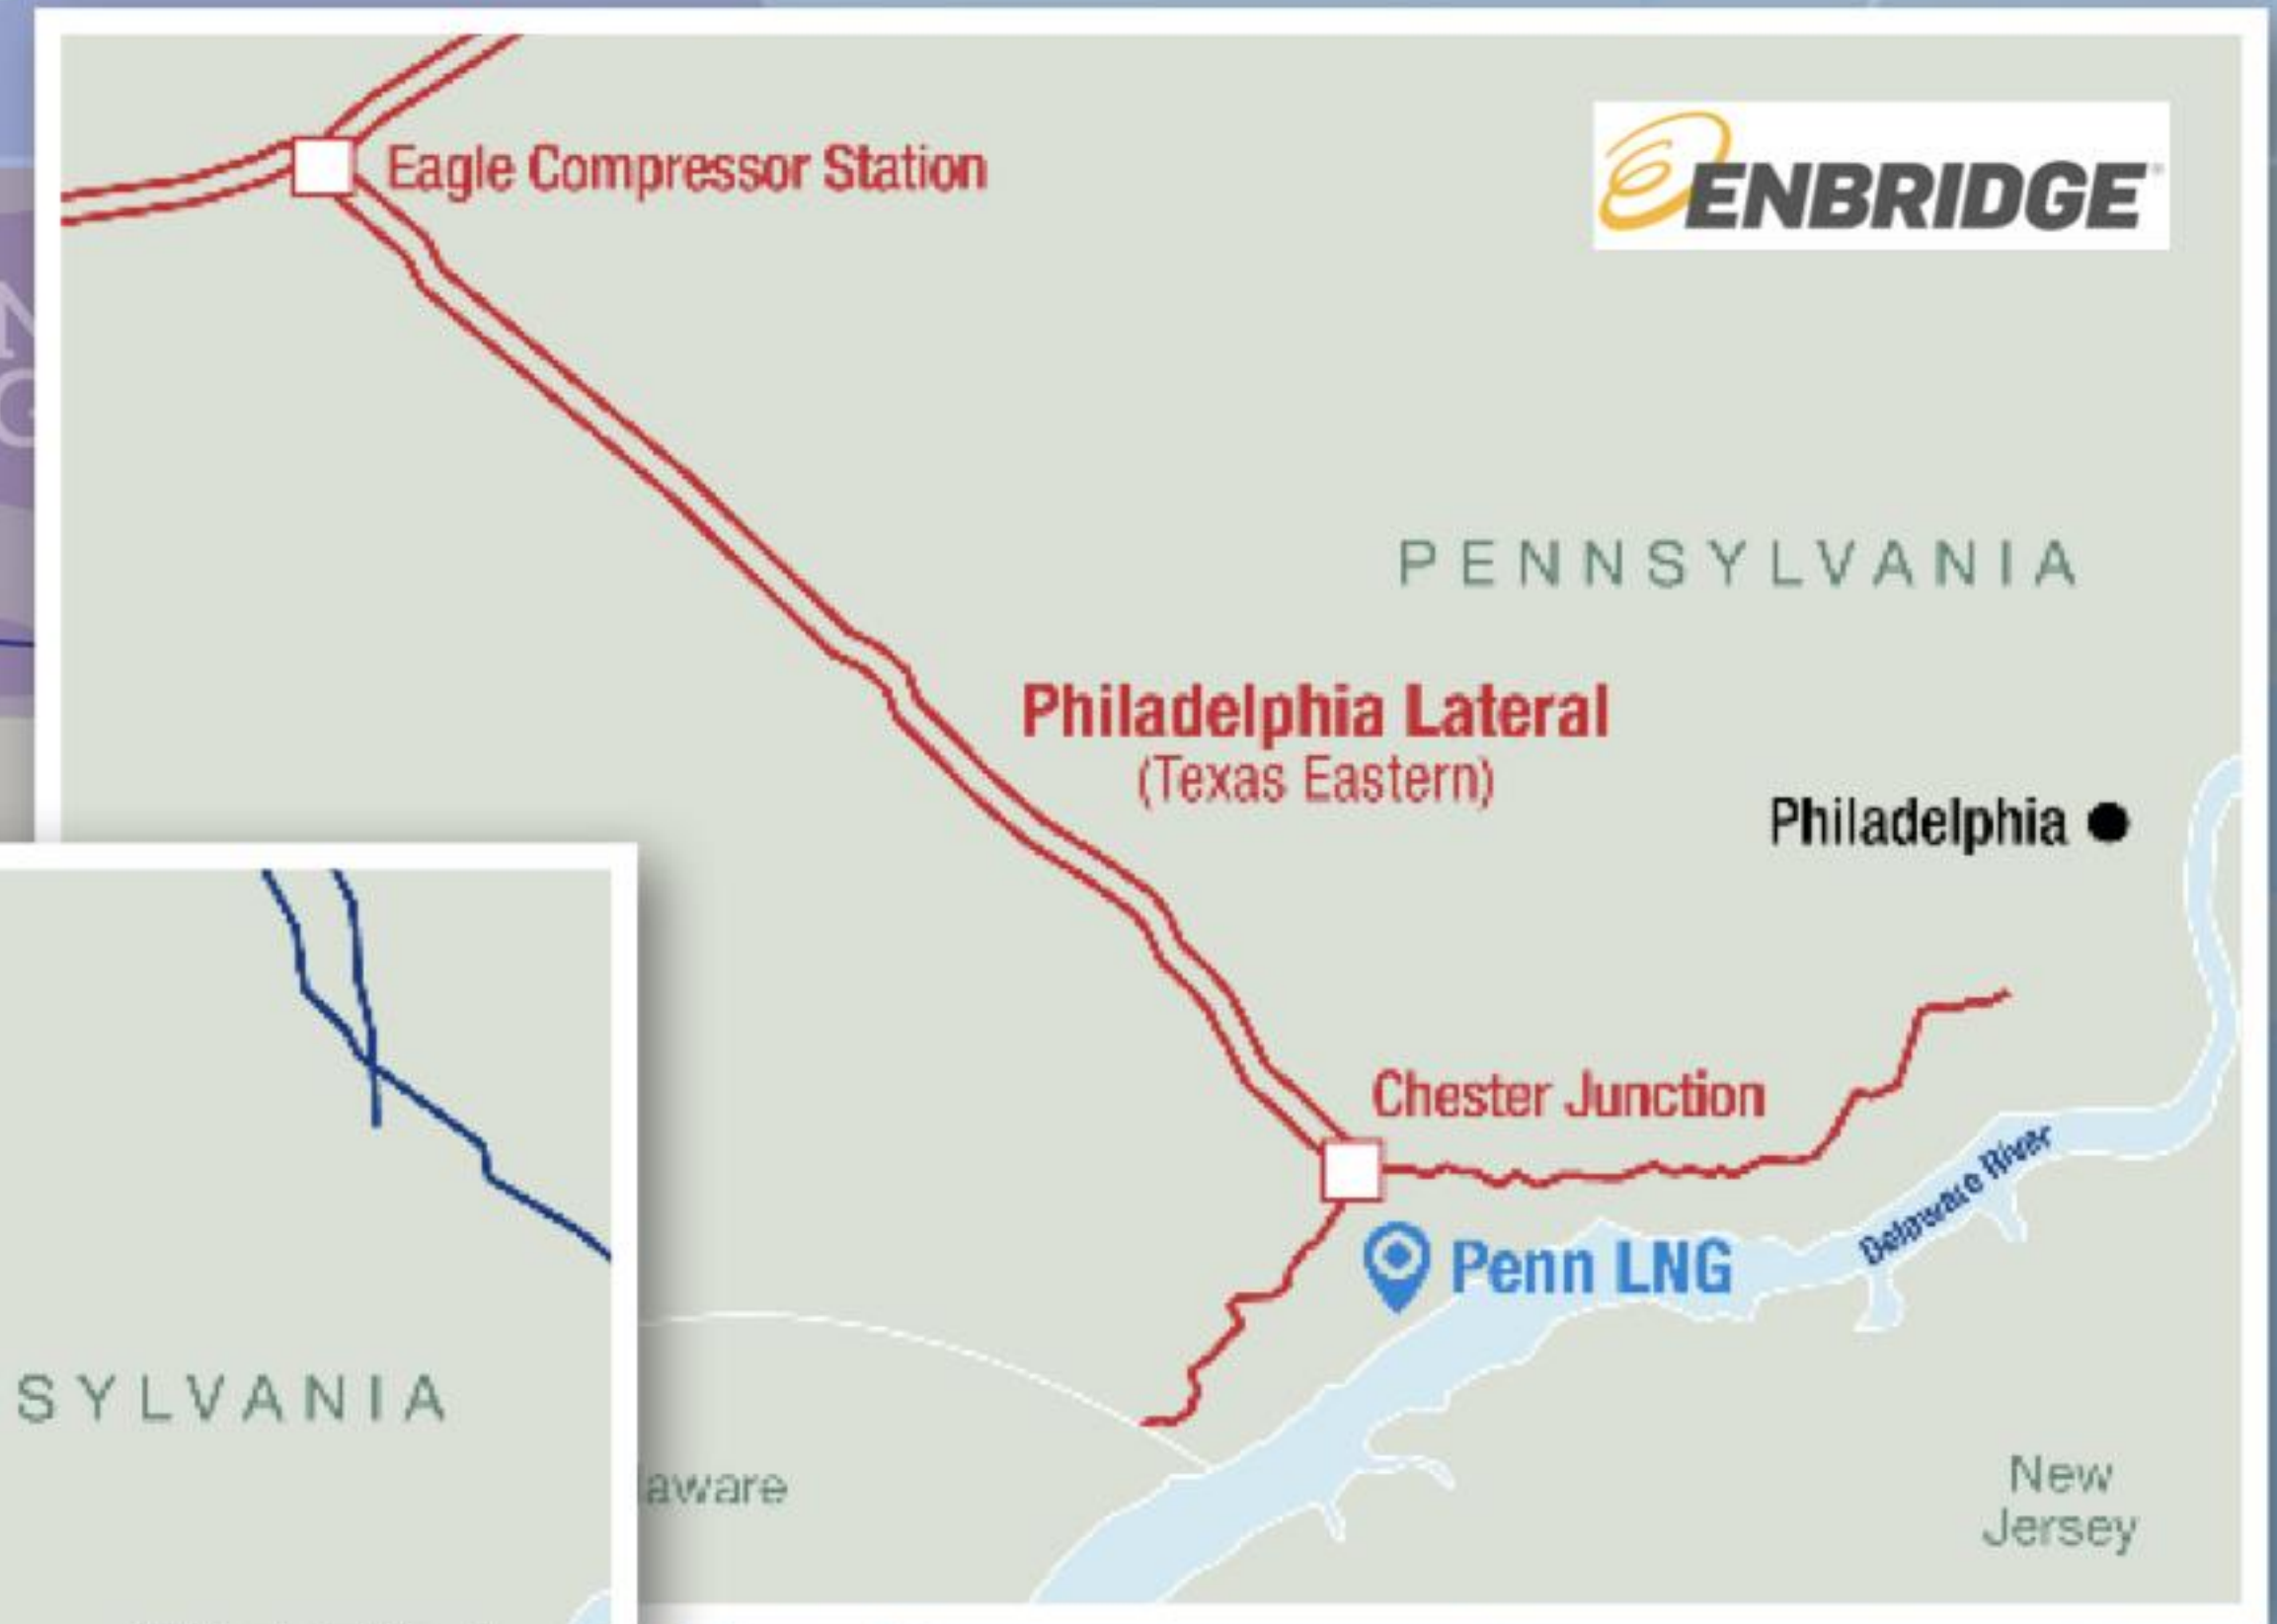 Eagle Compressor Station
ENBRIDGE
PENNSYLVANIA
Philadelphia Lateral
(Texas Eastern)
Philadelphia
Chester Junction
Delaware River
Penn LNG
SYLVANIA
aware
New
Jersey